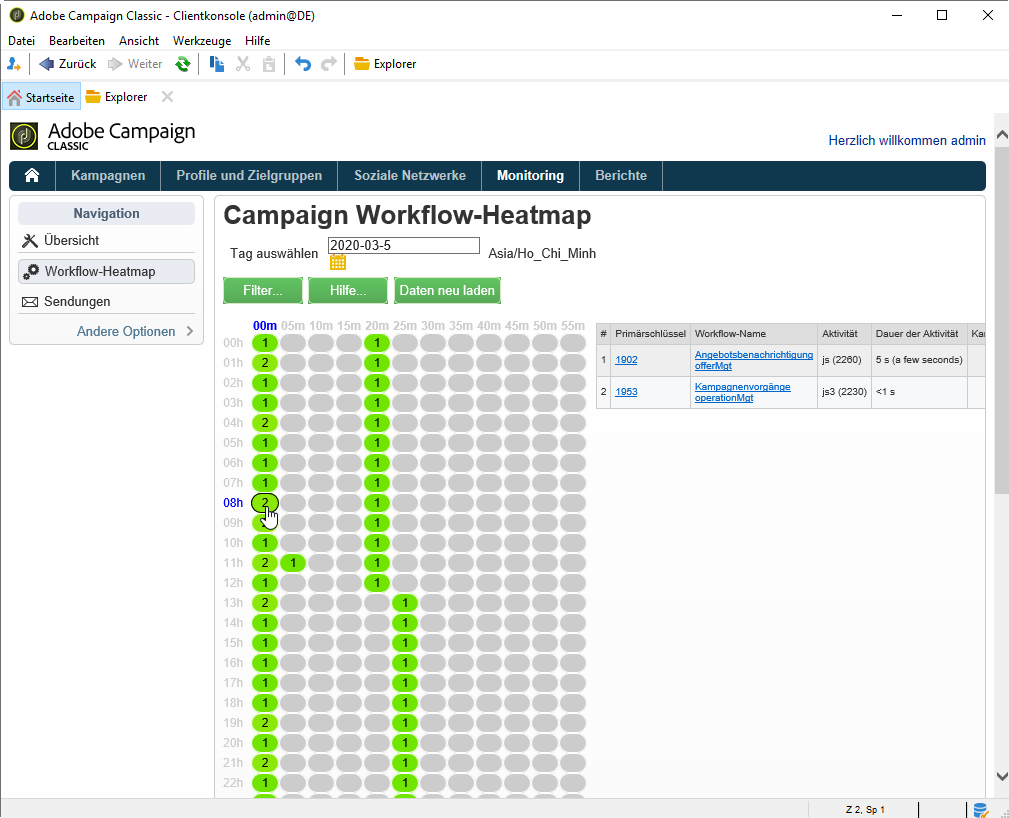 Adobe Campaign Classic - Clientkonsole (admin@DE)
Datei Bearbeiten Ansicht Werkzeuge Hilfe
Zurück Weiter Explorer
Startseite Explorer
Adobe Campaign
CLASSIC
Herzlich willkommen admin
Kampagnen Profile und Zielgruppen Soziale Netzwerke Monitoring Berichte
Navigation
Übersicht
Workflow-Heatmap
Sendungen
Andere Optionen
Campaign Workflow-Heatmap
Tag auswählen 2020-03-5 Asia/Ho_Chi_Minh
Filter... Hilfe... Daten neu laden
00m 05m 10m 15m 20m 25m 30m 35m 40m 45m 50m 55m
00h 1 1
01h 2 1
02h 1 1
03h 1 1
04h 2 1
05h 1 1
06h 1 1
07h 1 1
08h 2 1
09h 1
10h 1 1
11h 2 1 1
12h 1 1
13h 2 1
14h 1 1
15h 1 1
16h 1 1
17h 1 1
18h 1 1
19h 2 1
20h 1 1
21h 2 1
22h 1 1
# Primärschlüssel Workflow-Name Aktivität Dauer der Aktivität Ka
1 1902 Angebotsbenachrichtigung js (2260) 5 s (a few seconds)
offerMgt
2 1953 Kampagnenvorgänge js3 (2230) <1 s
operationMgt
Z 2, Sp 1